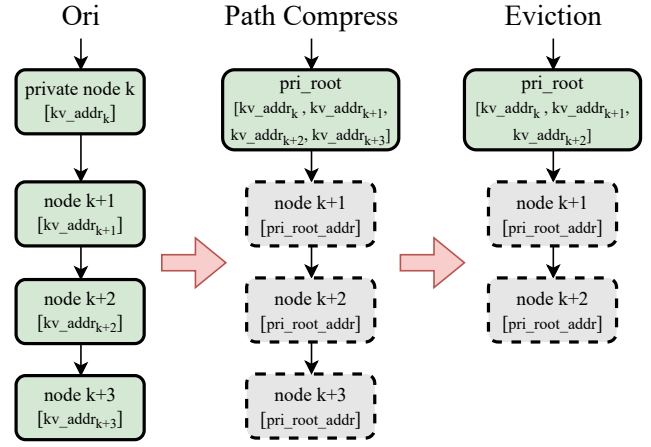 Ori
private node k
[kv_addrk]
node k+1
[kv_addrk+1]
node k+2
[kv_addrk+2]
node k+3
[kv_addrk+3]
Path Compress
pri_root
[kv_addrk , kv_addrk+1,
kv_addrk+2, kv_addrk+3]
node k+1
[pri_root_addr]
node k+2
[pri_root_addr]
node k+3
[pri_root_addr]
Eviction
pri_root
[kv_addrk , kv_addrk+1,
kv_addrk+2]
node k+1
[pri_root_addr]
node k+2
[pri_root_addr]